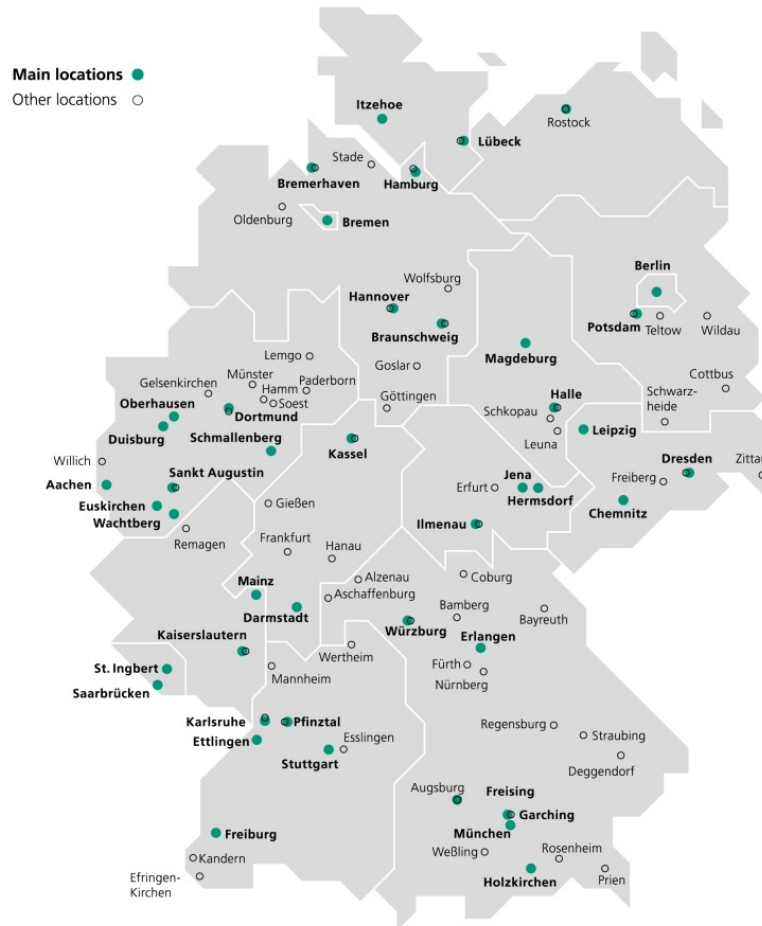 Main locations
Other locations
Itzehoe
Rostock
Lübeck
Stade
Bremerhaven
Hamburg
Oldenburg
Bremen
Berlin
Wolfsburg
Hannover
Braunschweig
Potsdam
Teltow
Wildau
Magdeburg
Lemgo
Goslar
Münster
Paderborn
Gelsenkirchen
Hamm
Cottbus
Oberhausen
Soest
Göttingen
Halle
Schwarz-
heide
Dortmund
Schkopau
Duisburg
Leipzig
Schmallenberg
Kassel
Leuna
Willich
Dresden
Zittau
Sankt Augustin
Jena
Aachen
Erfurt
Freiberg
Hermsdorf
Euskirchen
Gießen
Chemnitz
Wachtberg
Ilmenau
Remagen
Frankfurt
Hanau
Mainz
Alzenau
Coburg
Aschaffenburg
Bamberg
Bayreuth
Darmstadt
Würzburg
Kaiserslautern
Erlangen
Wertheim
St. Ingbert
Fürth
Mannheim
Nürnberg
Saarbrücken
Karlsruhe
Pfinztal
Regensburg
Straubing
Ettlingen
Esslingen
Stuttgart
Deggendorf
Augsburg
Freising
Garching
Freiburg
München
Weßling
Rosenheim
Kandern
Efringen-
Kirchen
Holzkirchen
Prien